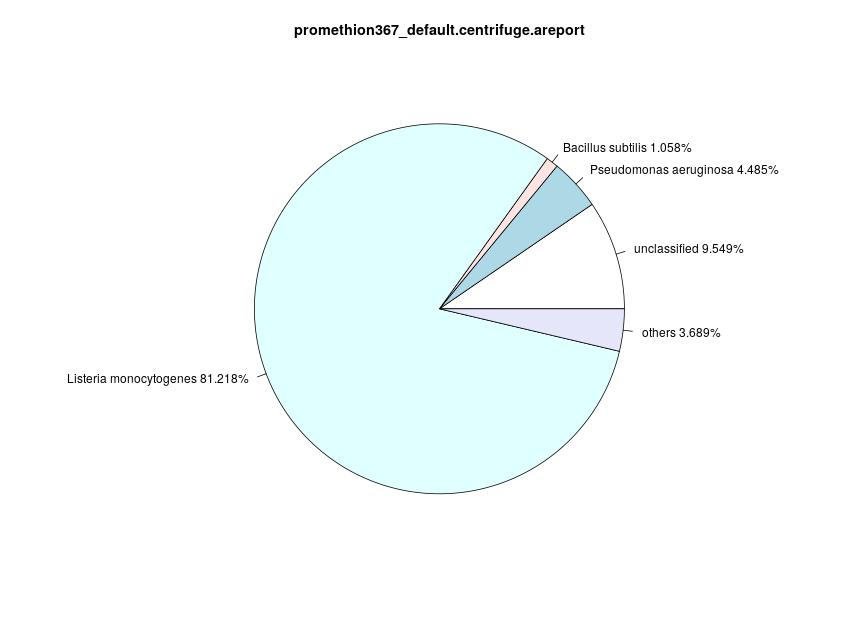 promethion367_default.centrifuge.areport
Bacillus subtilis 1.058%
Pseudomonas aeruginosa 4.485%
unclassified 9.549%
others 3.689%
Listeria monocytogenes 81.218%